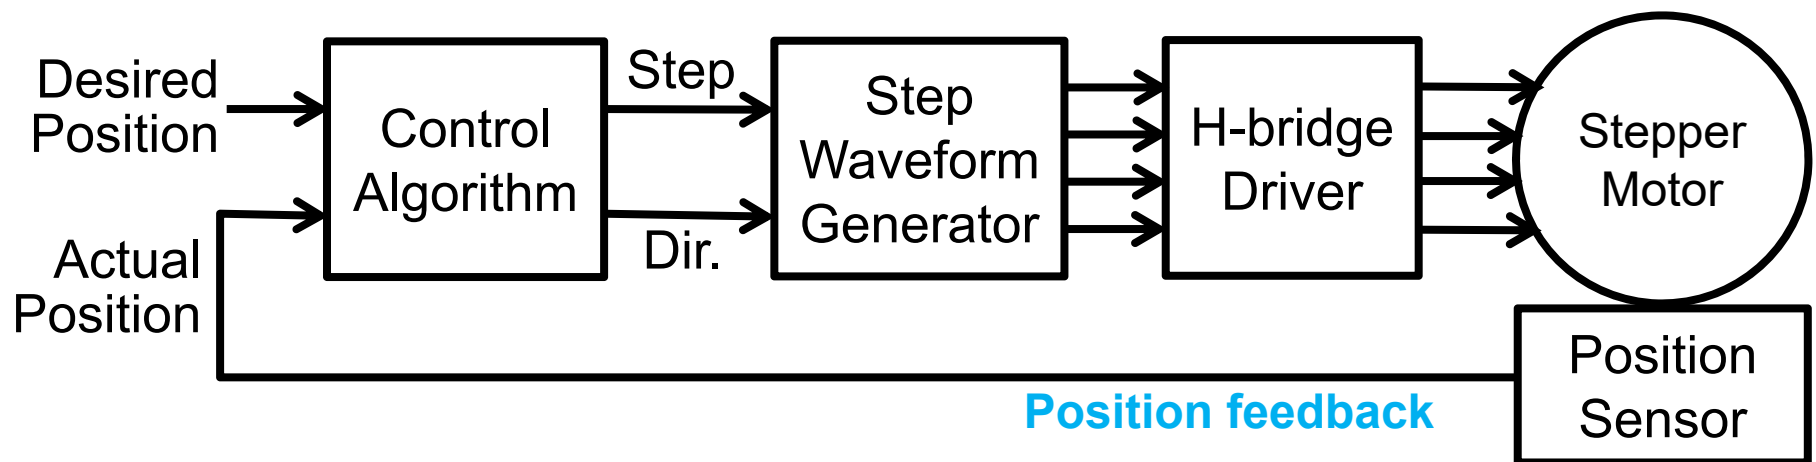 Desired
Position
Actual
Position
Control
Algorithm
Step
Dir.
Step
Waveform
Generator
H-bridge
Driver
Stepper
Motor
Position
Sensor
Position feedback